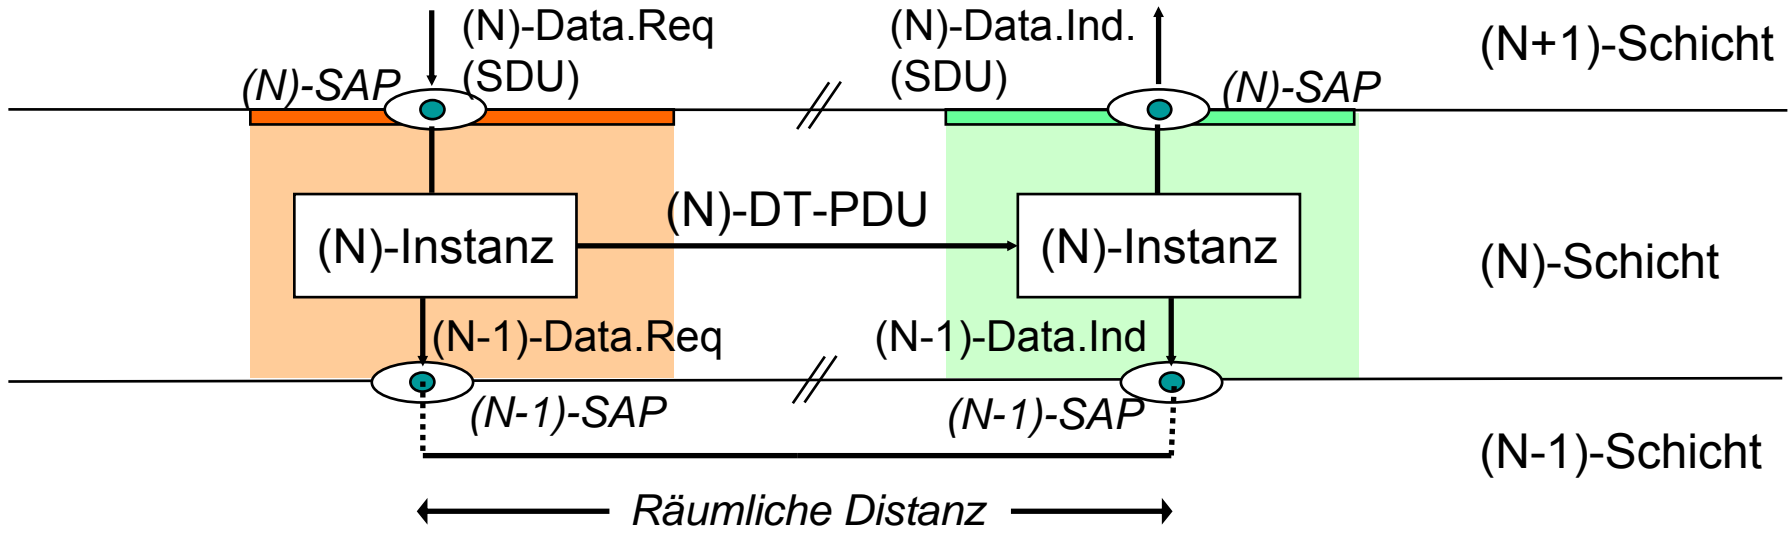 (N)-Data.Req
(SDU)
(N)-SAP
(N)-Data.Ind.
(SDU)
(N)-SAP
(N+1)-Schicht
(N)-Instanz
(N)-DT-PDU
(N)-Instanz
(N)-Schicht
(N-1)-Data.Req
(N-1)-Data.Ind
(N-1)-SAP
(N-1)-SAP
(N-1)-Schicht
Räumliche Distanz